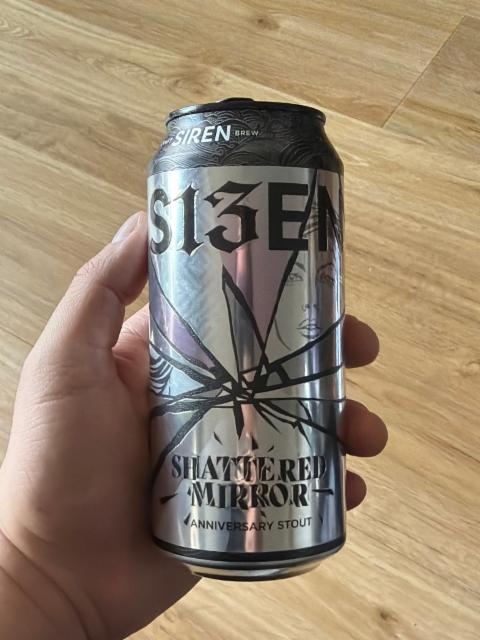 SIREN BREW
S13EN
SHATTERED
MIRROR
ANNIVERSARY STOUT